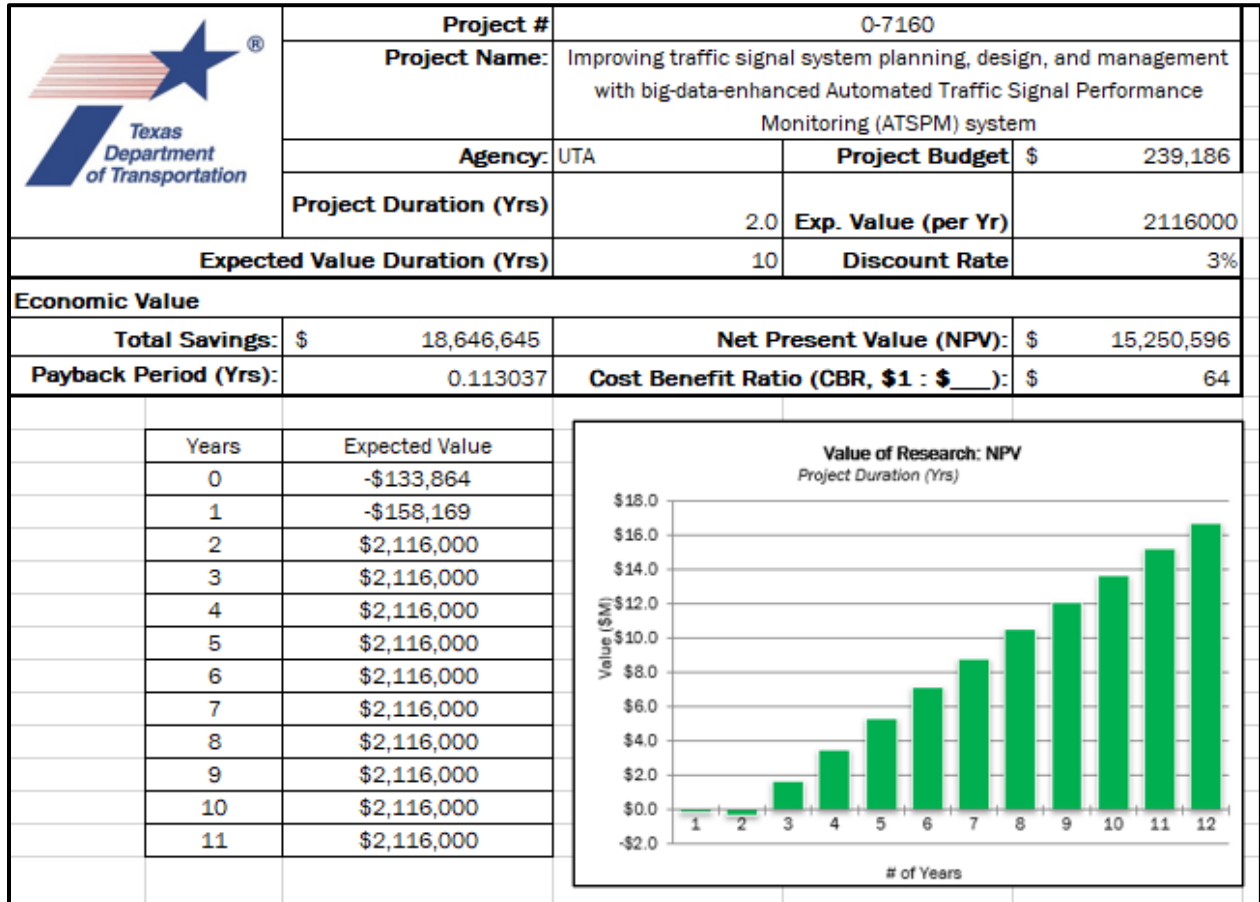 Texas
Department
of Transportation
®
Project # 0-7160
Project Name: Improving traffic signal system planning, design, and management
with big-data-enhanced Automated Traffic Signal Performance
Monitoring (ATSPM) system
Agency: UTA Project Budget $ 239,186
Project Duration (Yrs) 2.0 Exp. Value (per Yr) 2116000
Expected Value Duration (Yrs) 10 Discount Rate 3%
Economic Value
Total Savings: $ 18,646,645 Net Present Value (NPV): $ 15,250,596
Payback Period (Yrs): 0.113037 Cost Benefit Ratio (CBR, $1 : $___): $ 64
Years Expected Value
0 -$133,864
1 -$158,169
2 $2,116,000
3 $2,116,000
4 $2,116,000
5 $2,116,000
6 $2,116,000
7 $2,116,000
8 $2,116,000
9 $2,116,000
10 $2,116,000
11 $2,116,000
Value of Research: NPV
Project Duration (Yrs)
Value ($M)
$18.0
$16.0
$14.0
$12.0
$10.0
$8.0
$6.0
$4.0
$2.0
$0.0
-$2.0
1 2 3 4 5 6 7 8 9 10 11 12
# of Years